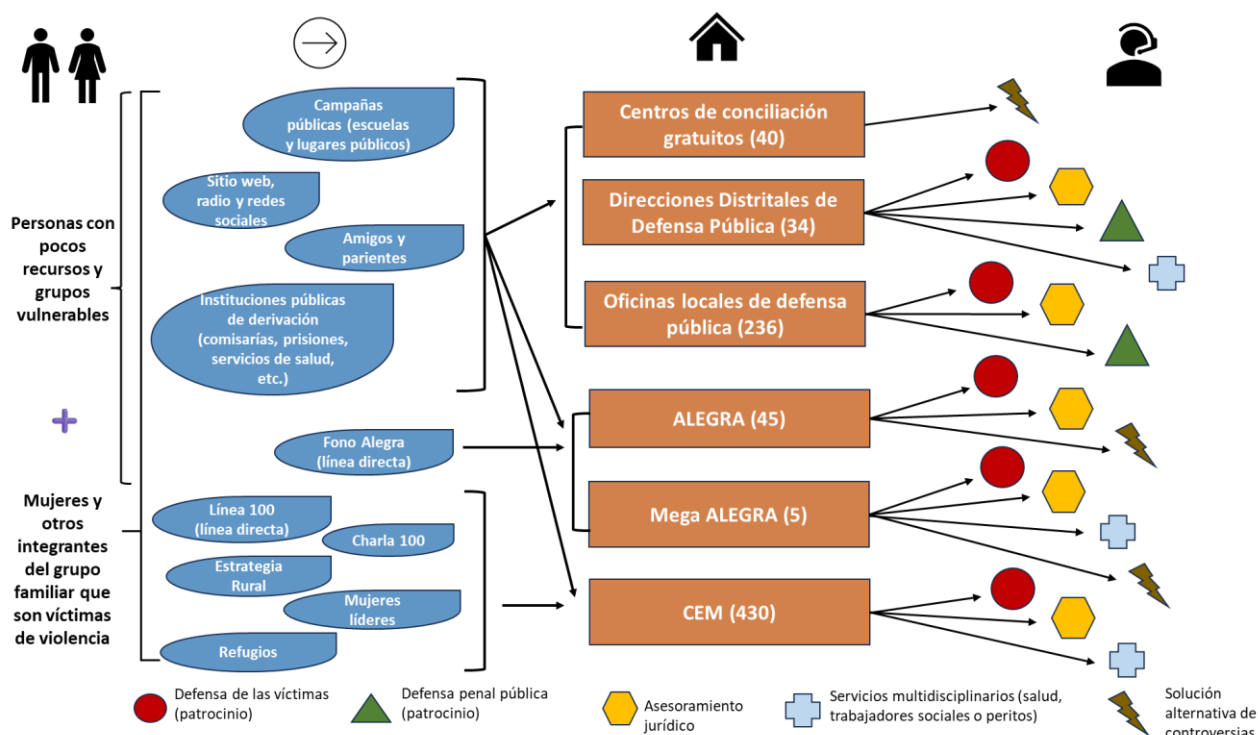 Personas con
pocos
recursos y
grupos
vulnerables
Mujeres y
otros
integrantes
del grupo
familiar que
son víctimas
de violencia
Campañas
públicas (escuelas
y lugares públicos)
Sitio web,
radio y redes
sociales
Amigos y
parientes
Instituciones públicas
de derivación
(comisarías, prisiones,
servicios de salud,
etc.)
Fono Alegra
(línea directa)
Línea 100
(línea directa)
Charla 100
Estrategia
Rural
Mujeres
líderes
Refugios
Centros de conciliación
gratuitos (40)
Direcciones Distritales de
Defensa Pública (34)
Oficinas locales de defensa
pública (236)
ALEGRA (45)
Mega ALEGRA (5)
CEM (430)
Defensa de las víctimas
(patrocinio)
Defensa penal pública
(patrocinio)
Asesoramiento
jurídico
Servicios multidisciplinarios (salud,
trabajadores sociales o peritos)
Solución
alternativa de
controversias